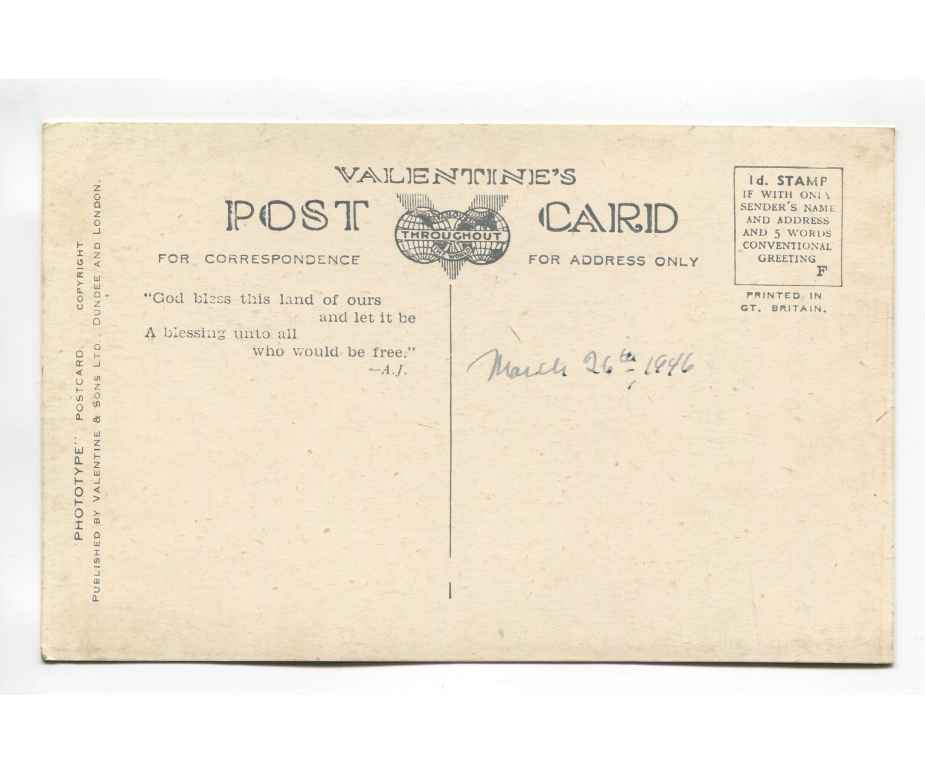 VALENTINE'S
POST CARD
THROUGHOUT
THE WORLD
FOR CORRESPONDENCE
FOR ADDRESS ONLY
1d. STAMP
IF WITH ONLY
SENDER'S NAME
AND ADDRESS
AND 5 WORDS
CONVENTIONAL
GREETING
F
PRINTED IN
GT. BRITAIN.
"God bless this land of ours
and let it be
A blessing unto all
who would be free."
—A.J.
March 26th, 1946
PHOTOTYPE" POSTCARD. COPYRIGHT
PUBLISHED BY VALENTINE & SONS LTD., DUNDEE AND LONDON.